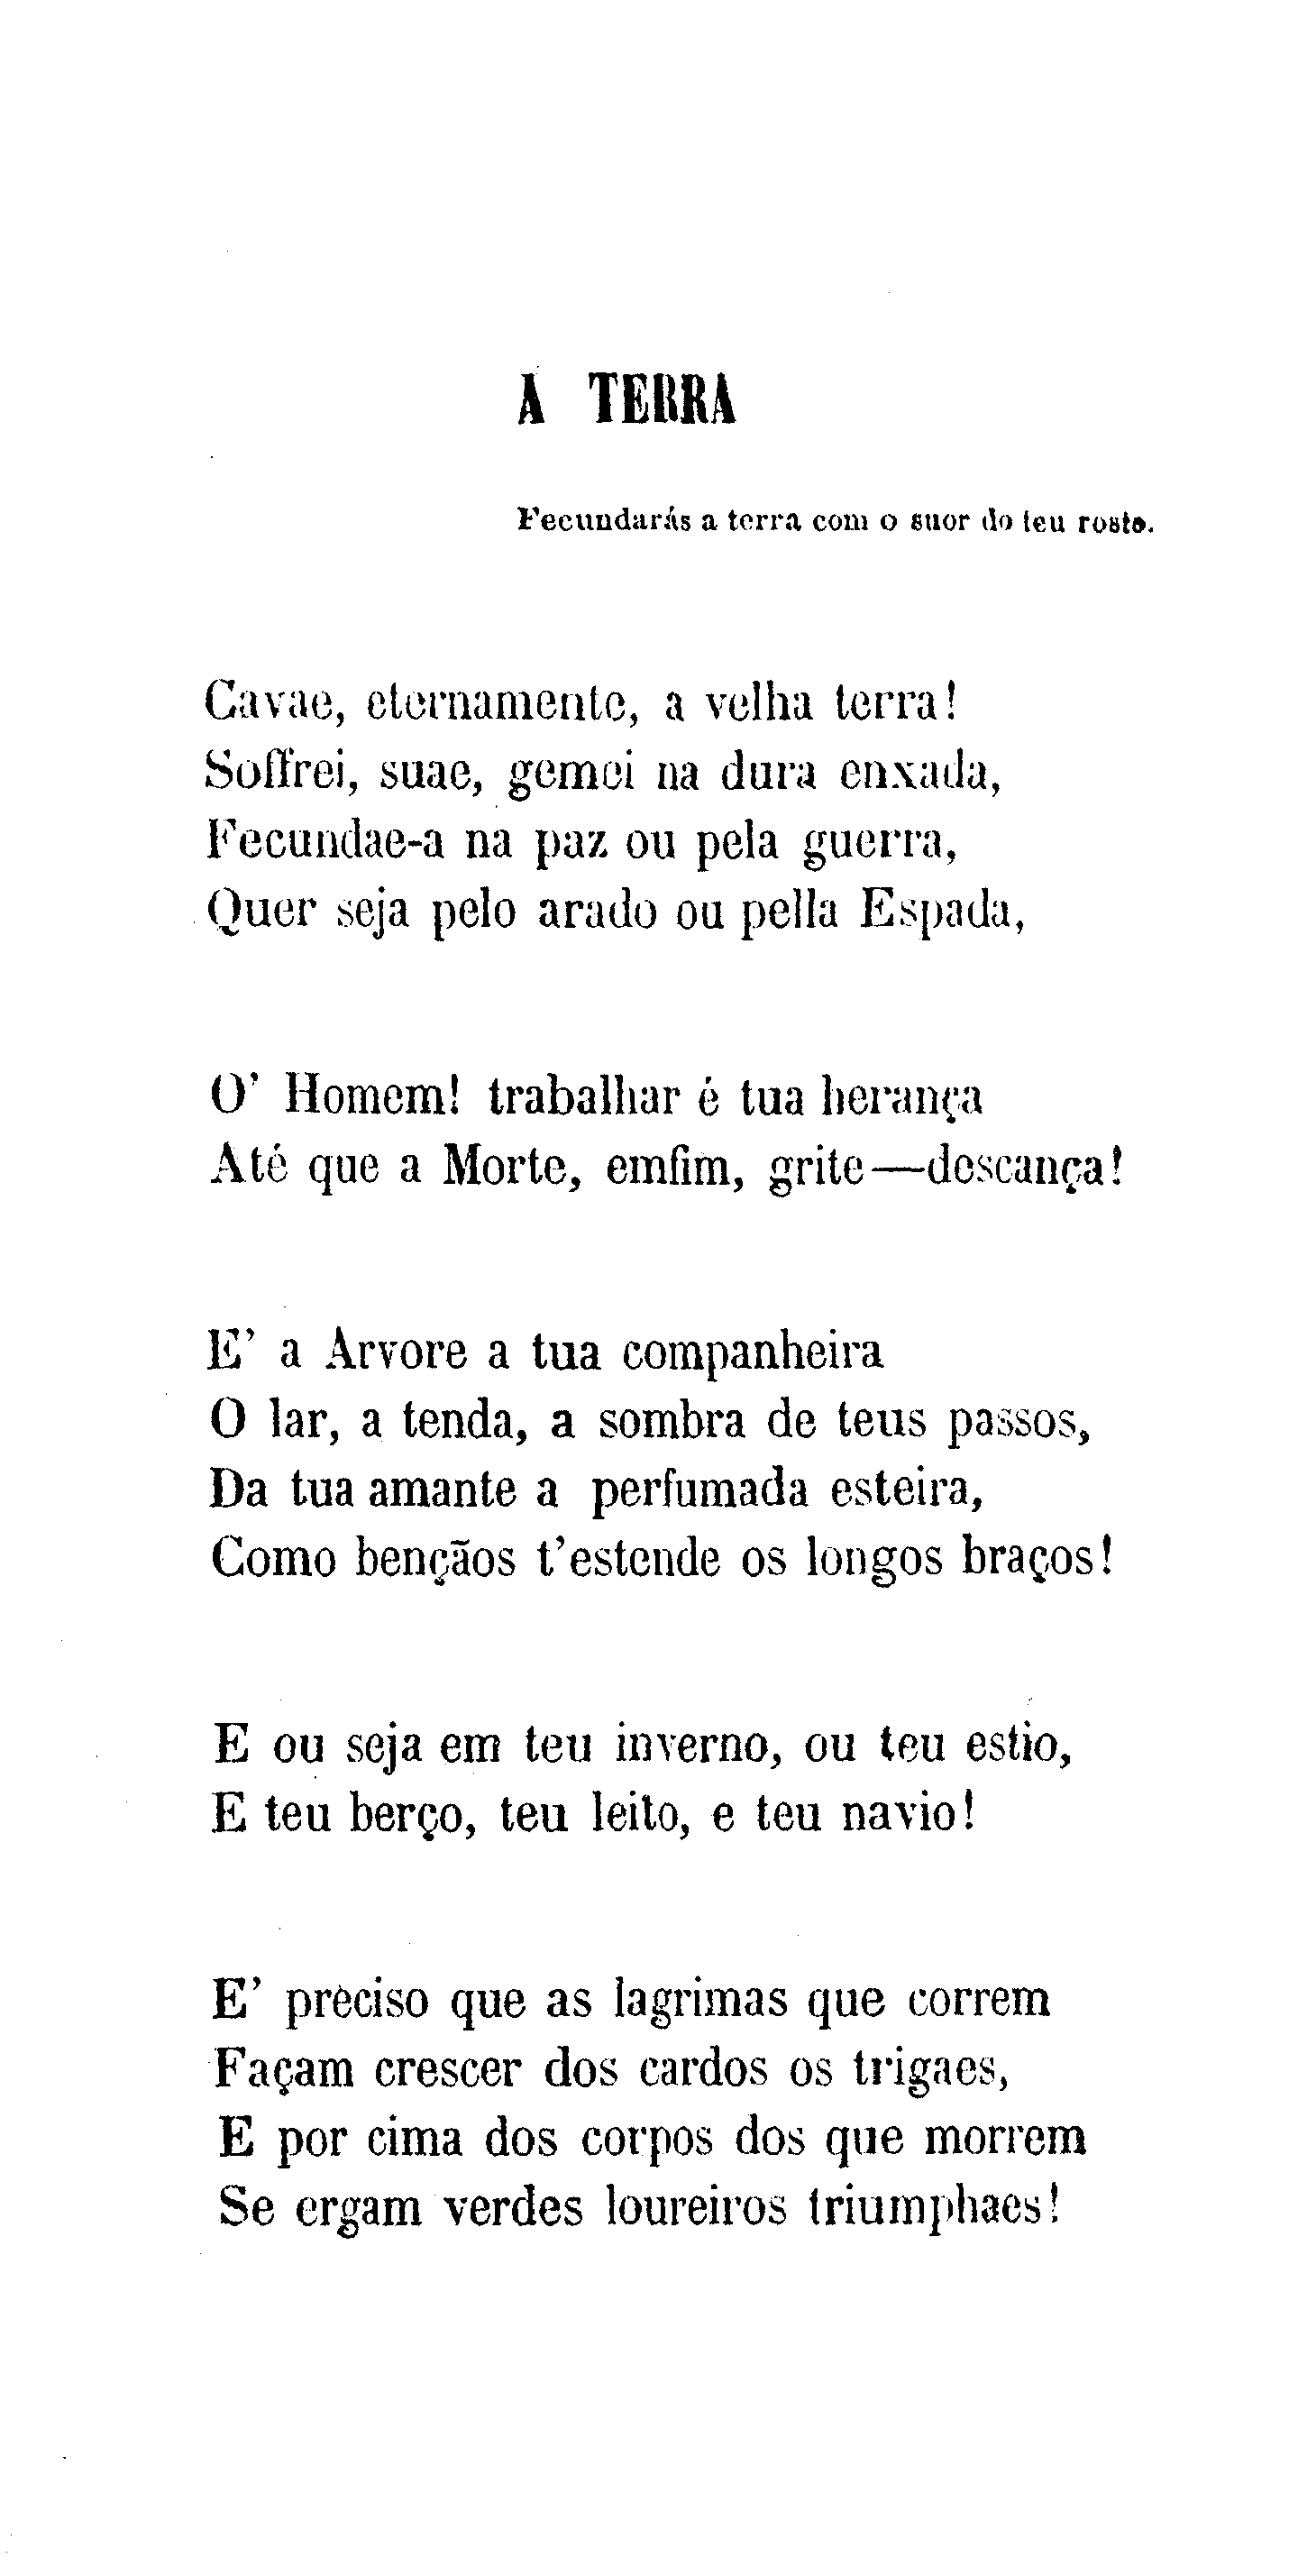 A TERRA
Fecundarás a terra com o suor do teu rosto.
Cavae, eternamente, a velha terra!
Soffrei, suae, gemei na dura enxada,
Fecundae-a na paz ou pela guerra,
Quer seja pelo arado ou pella Espada,
O' Homem! trabalhar é tua herança
Até que a Morte, emfim, grite—descança!
E' a Arvore a tua companheira
O lar, a tenda, a sombra de teus passos,
Da tua amante a perfumada esteira,
Como bençãos t'estende os longos braços!
E ou seja em teu inverno, ou teu estio,
E teu berço, teu leito, e teu navio!
E' preciso que as lagrimas que correm
Façam crescer dos cardos os trigaes,
E por cima dos corpos dos que morrem
Se ergam verdes loureiros triumphaes!